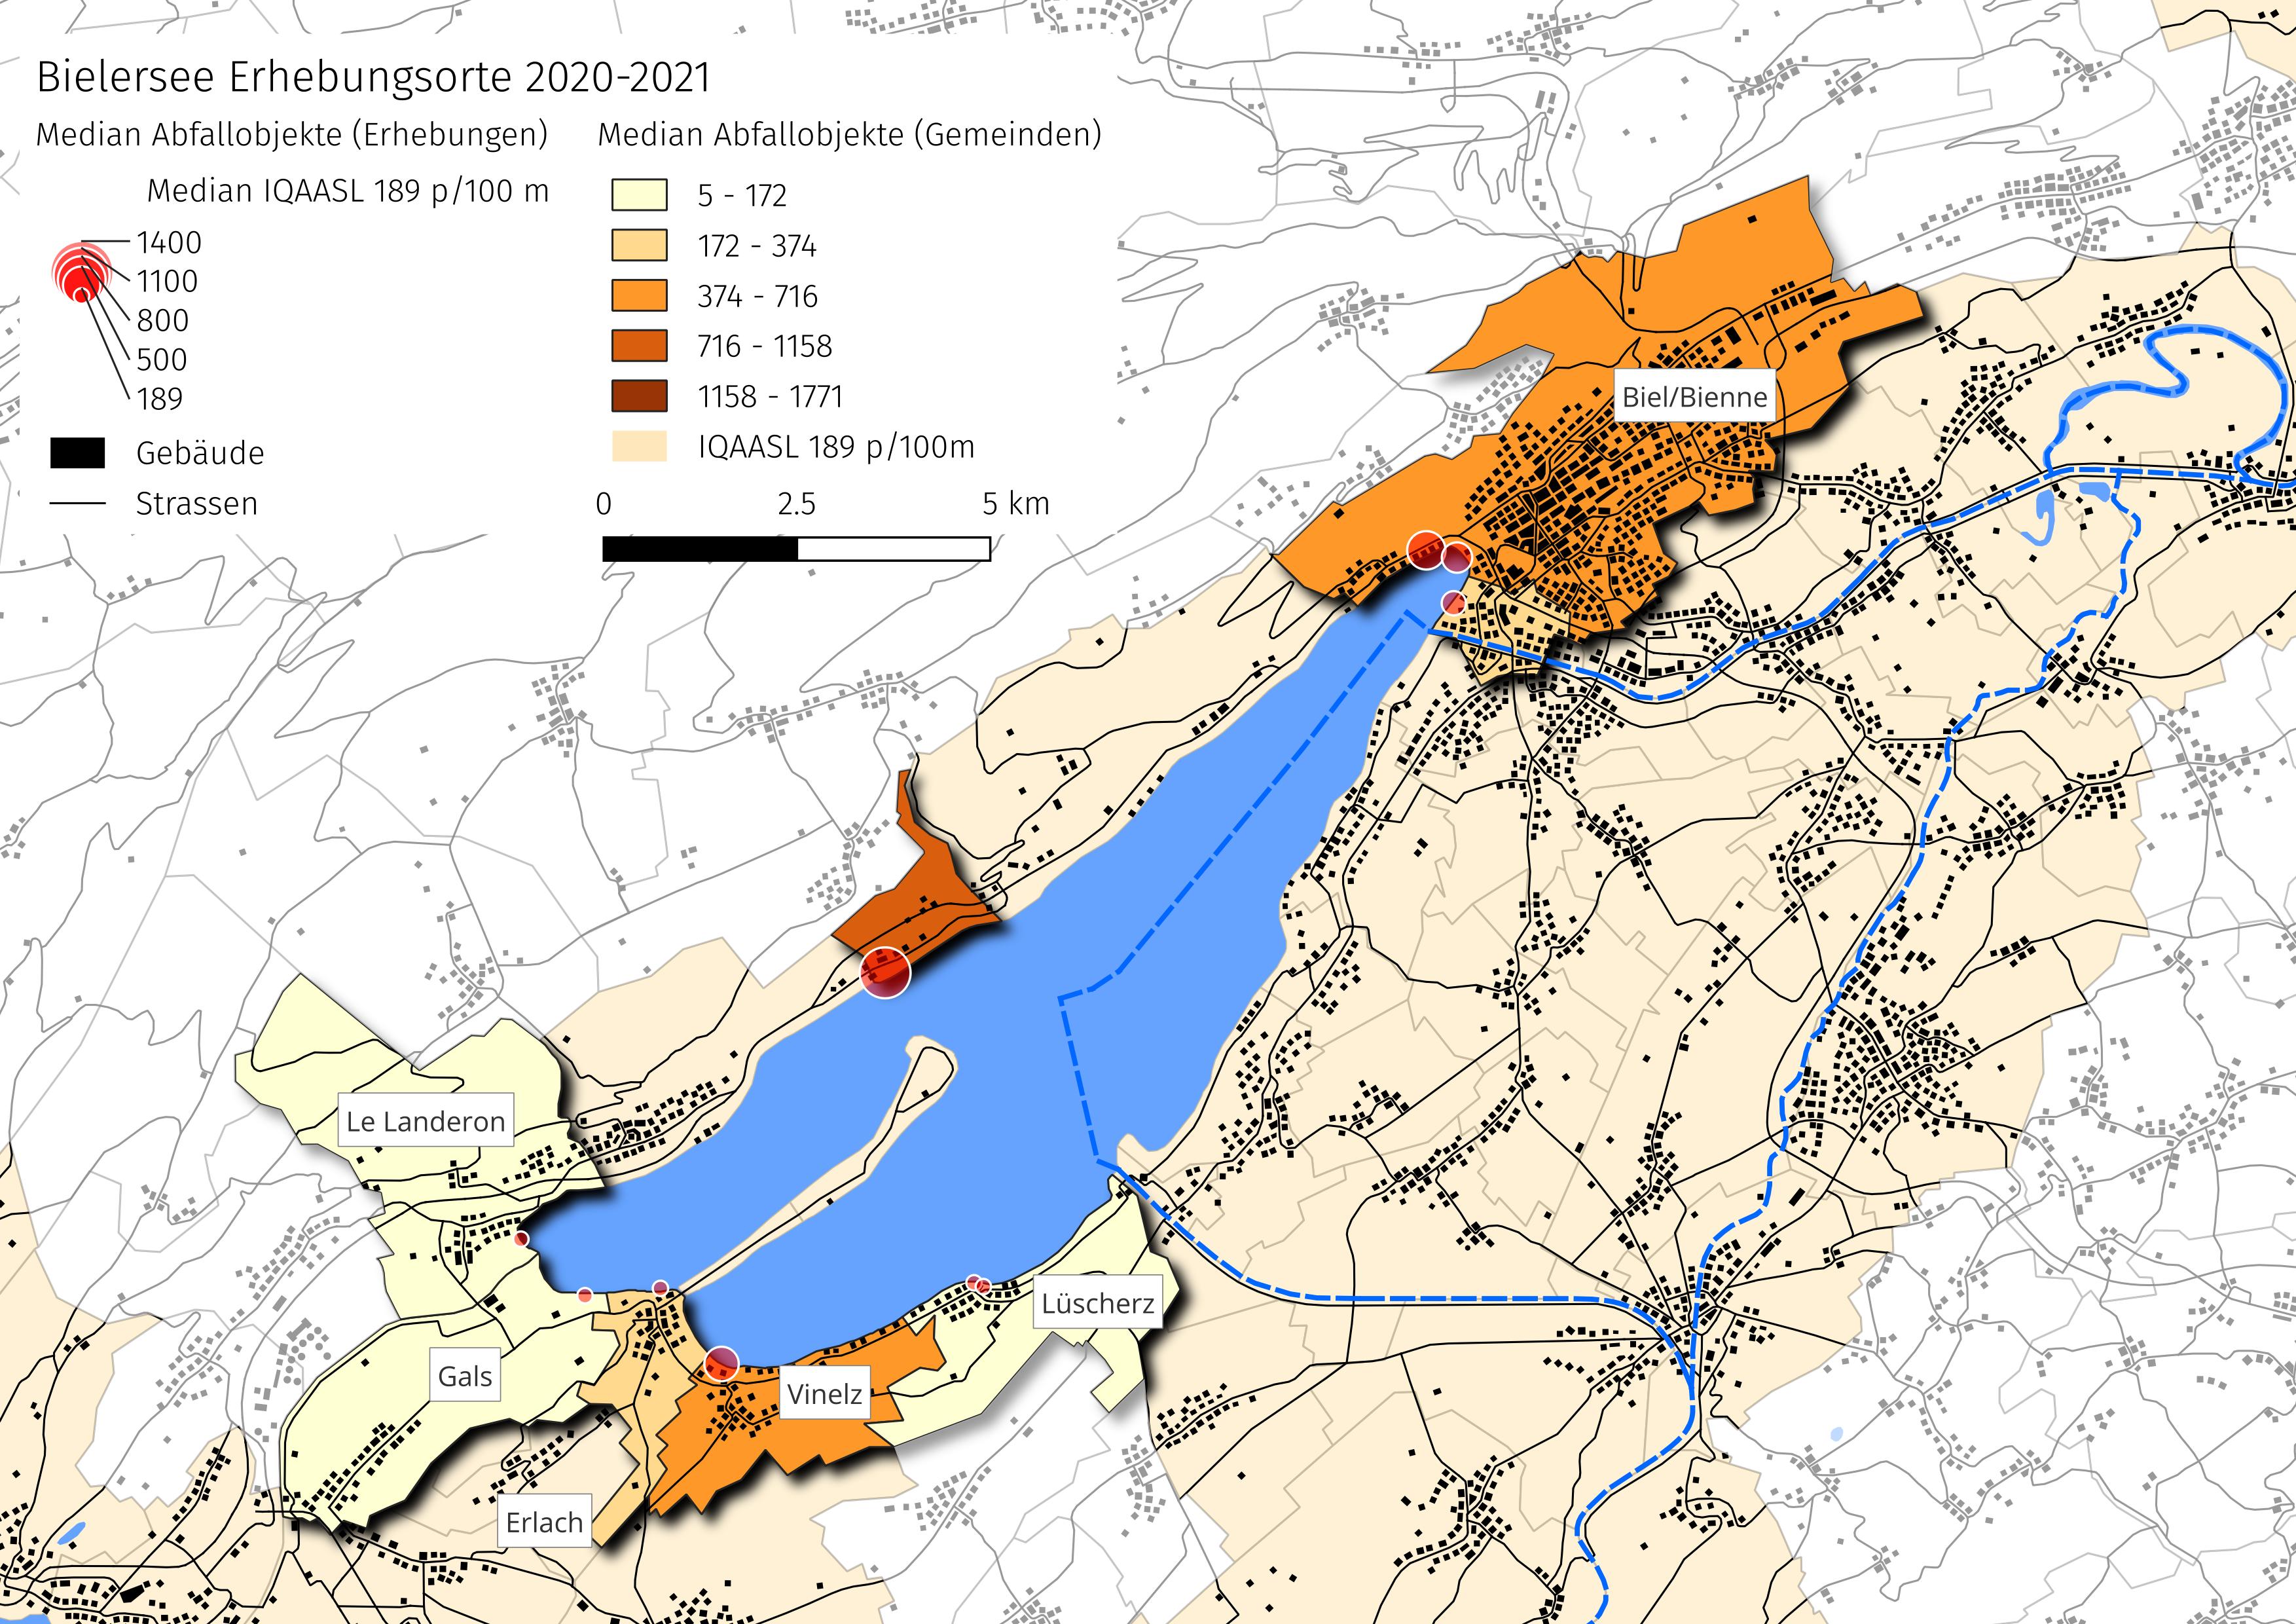 Bielersee Erhebungsorte 2020-2021
Median Abfallobjekte (Erhebungen)
Median IQAASL 189 p/100 m
1400
1100
800
500
189
Gebäude
Strassen
Median Abfallobjekte (Gemeinden)
5 - 172
172 - 374
374 - 716
716 - 1158
1158 - 1771
IQAASL 189 p/100m
0 2.5 5 km
Biel/Bienne
Le Landeron
Lüscherz
Gals
Vinelz
Erlach